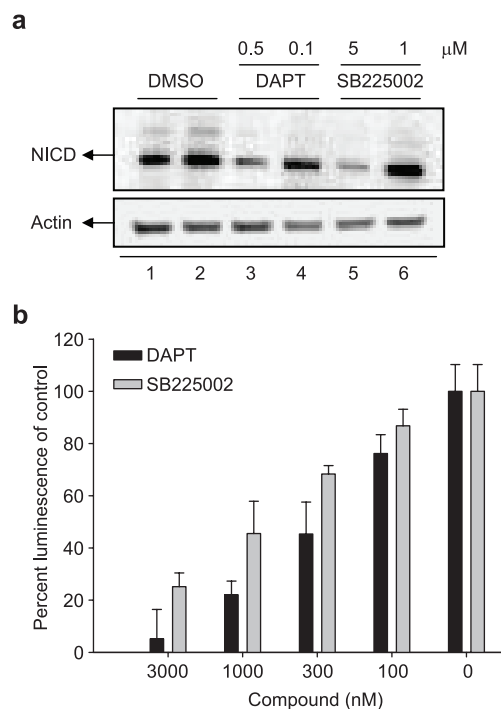 a
0.5 0.1 5 1 μM
DMSO DAPT SB225002
NICD
Actin
1 2 3 4 5 6
b
120
100
80
60
40
20
0
Percent luminescence of control
DAPT
SB225002
3000 1000 300 100 0
Compound (nM)